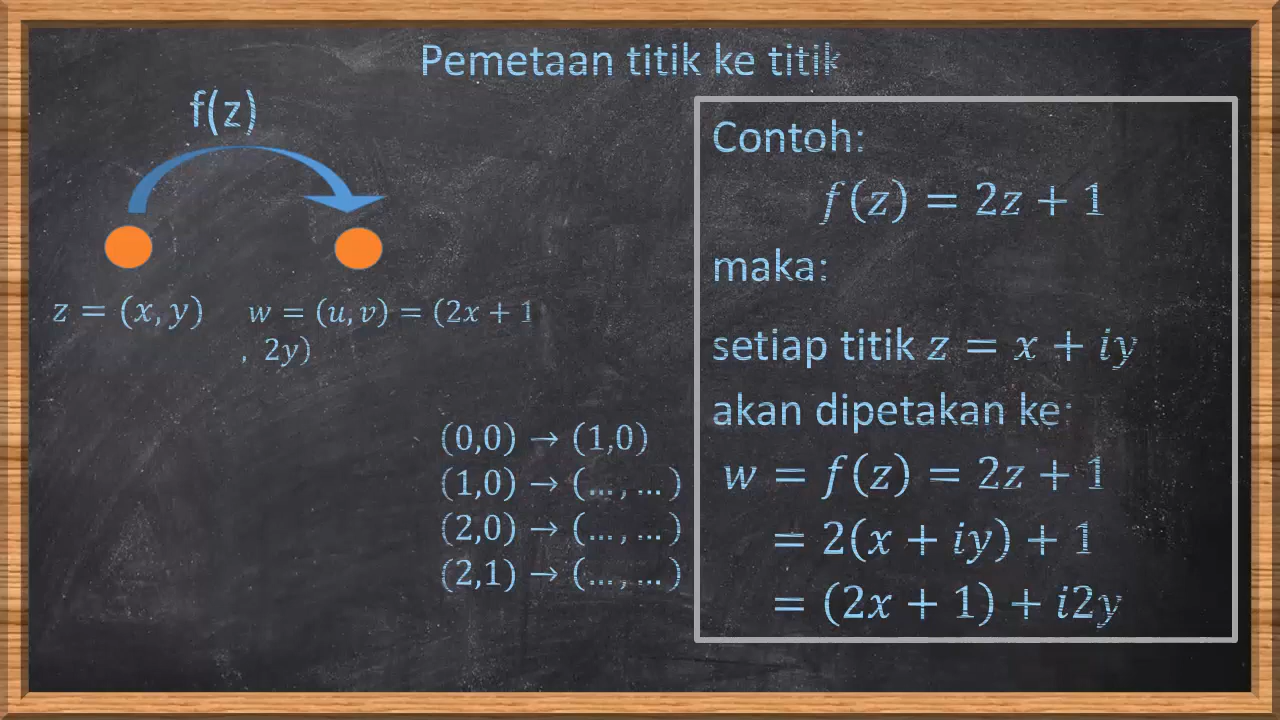 Pemetaan titik ke titik
f(z)
z = (x, y)
w = (u, v) = (2x + 1
, 2y)
(0,0) → (1,0)
(1,0) → (… , … )
(2,0) → (… , … )
(2,1) → (… , … )
Contoh:
f(z) = 2z + 1
maka:
setiap titik z = x + iy
akan dipetakan ke:
w = f(z) = 2z + 1
= 2(x + iy) + 1
= (2x + 1) + i2y